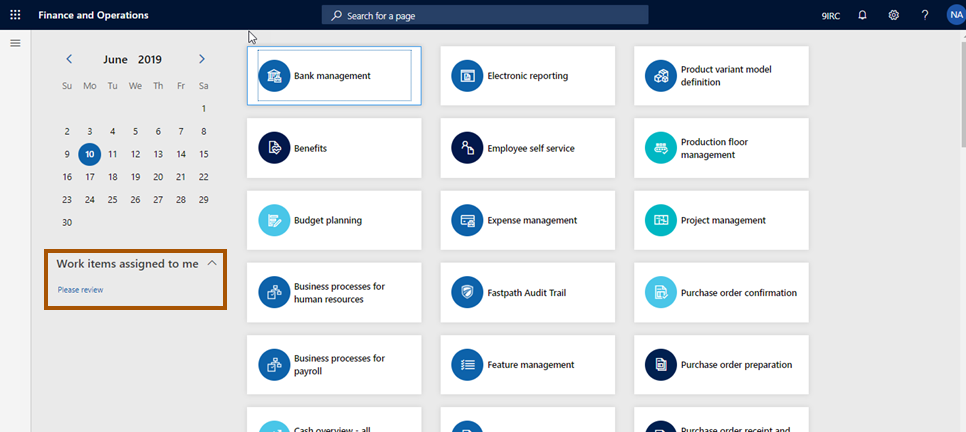 Finance and Operations
Search for a page
9IRC
?
NA
June 2019
Su Mo Tu We Th Fr Sa
1
2 3 4 5 6 7 8
9 10 11 12 13 14 15
16 17 18 19 20 21 22
23 24 25 26 27 28 29
30
Work items assigned to me
Please review
Bank management
Electronic reporting
Product variant model
definition
Benefits
Employee self service
Production floor
management
Budget planning
Expense management
Project management
Business processes for
human resources
Fastpath Audit Trail
Purchase order confirmation
Business processes for
payroll
Feature management
Purchase order preparation
Cash overview - all
Purchase order receipt and